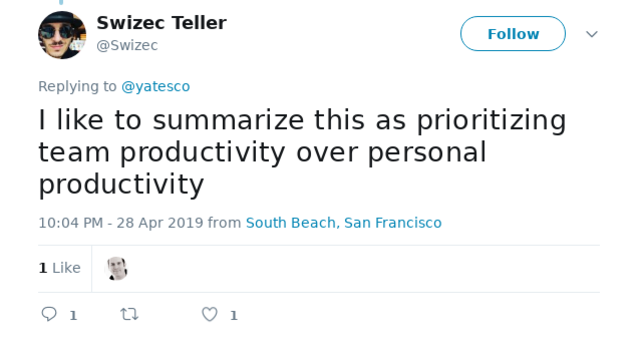 Swizec Teller
@Swizec
Follow
Replying to @yatesco
I like to summarize this as prioritizing
team productivity over personal
productivity
10:04 PM - 28 Apr 2019 from South Beach, San Francisco
1 Like
1 1